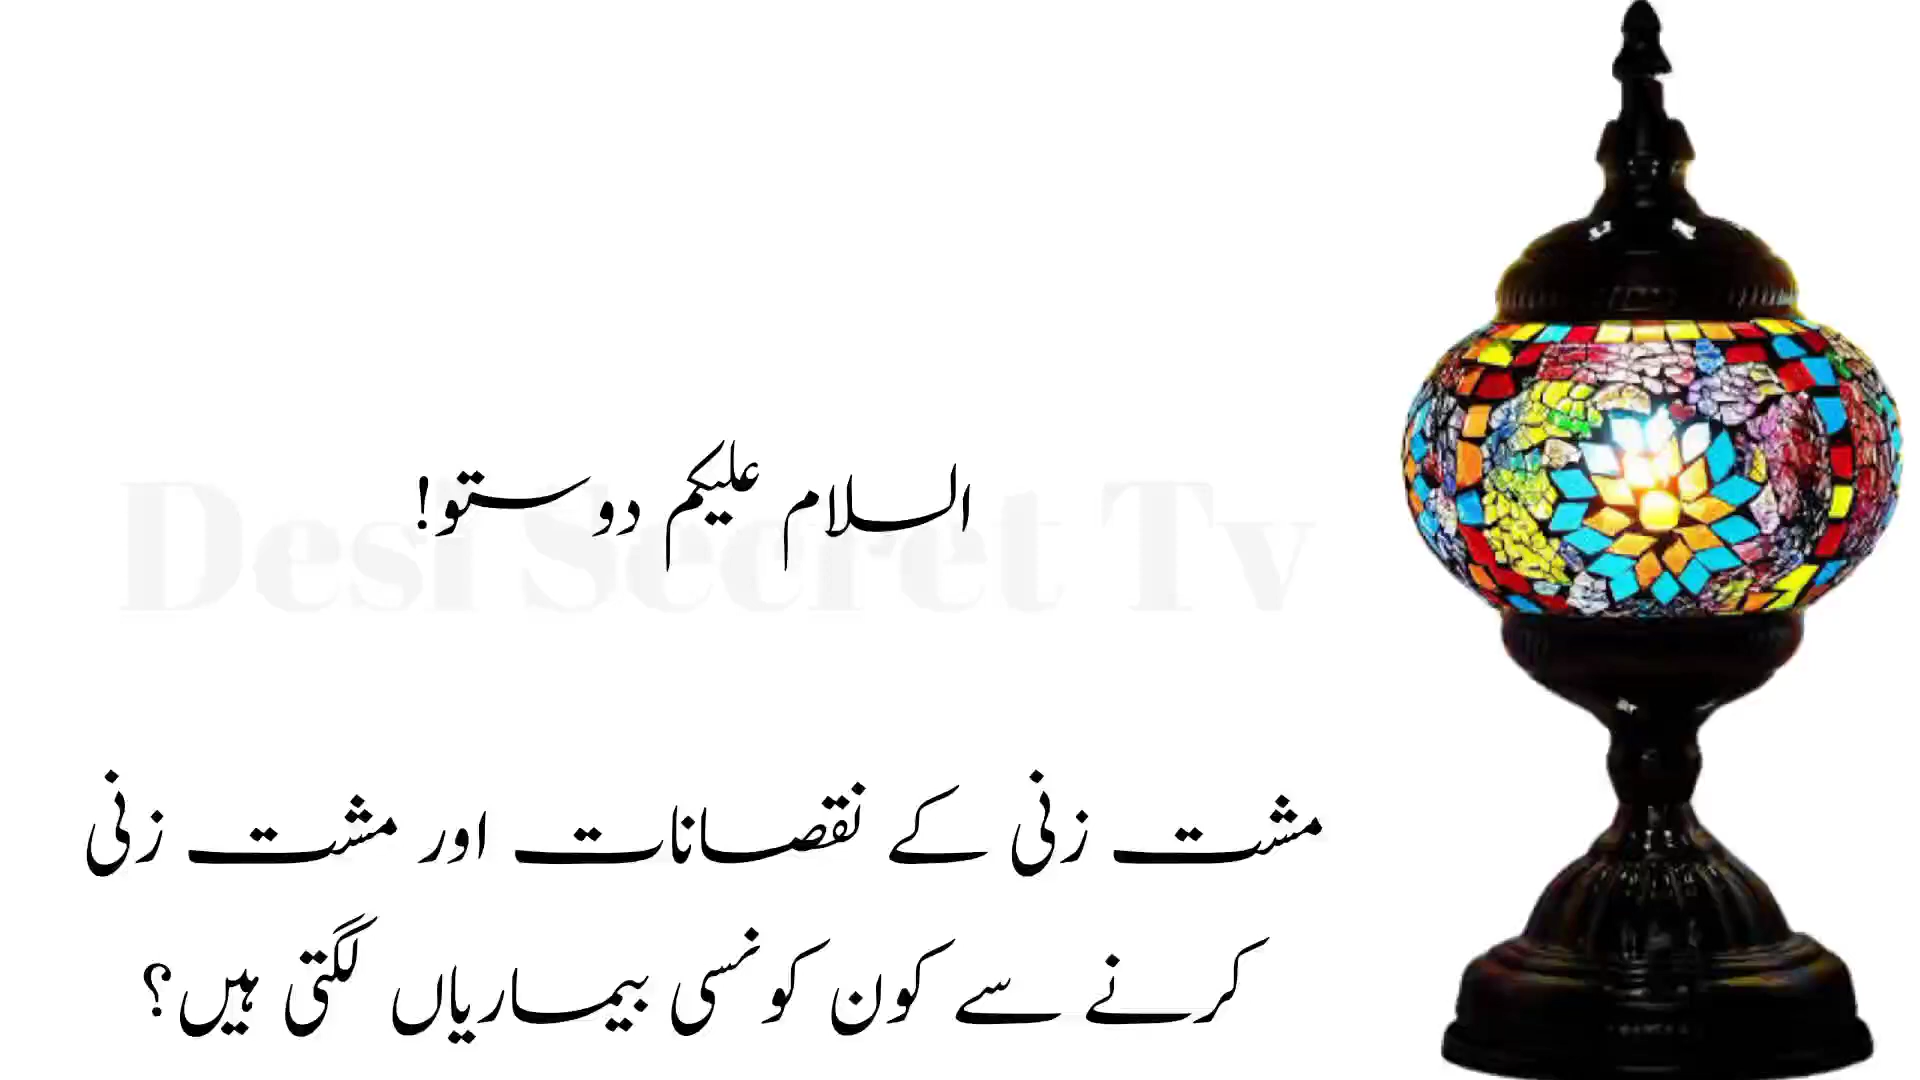 السلام علیکم دوستو!
Desi Secret Tv
مشت زنی کے نقصانات اور مشت زنی
کرنے سے کون کونسی بیماریاں لگتی ہیں؟